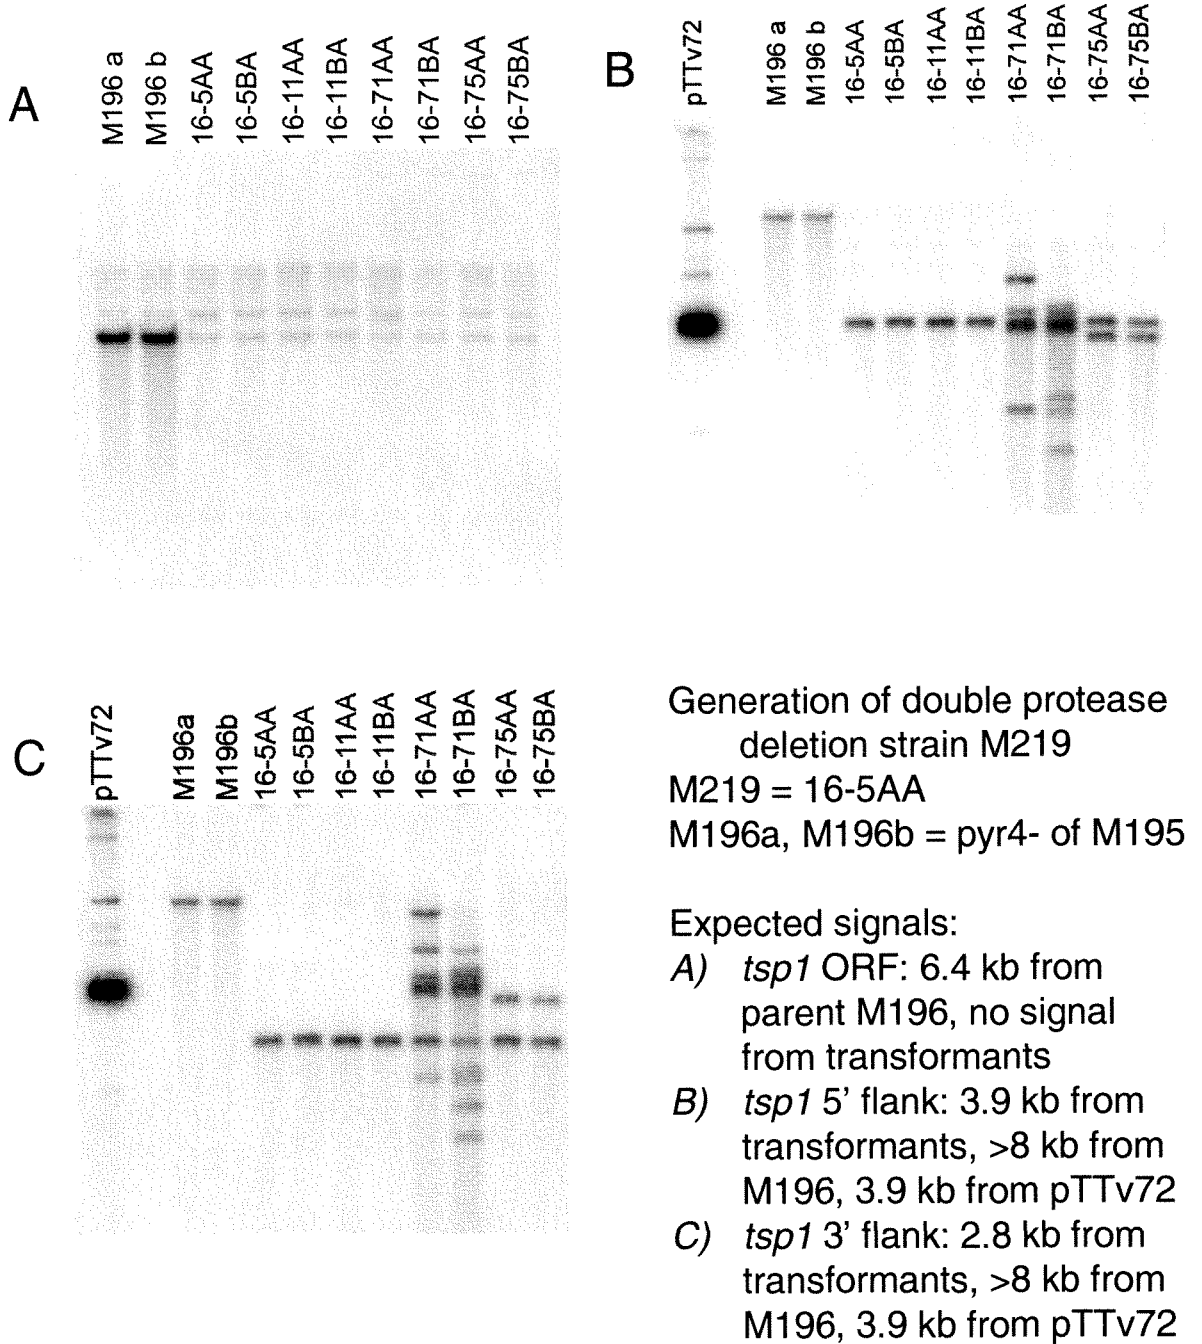 A
M196 a
M196 b
16-5AA
16-5BA
16-11AA
16-11BA
16-71AA
16-71BA
16-75AA
16-75BA
B
pTTv72
M196 a
M196 b
16-5AA
16-5BA
16-11AA
16-11BA
16-71AA
16-71BA
16-75AA
16-75BA
C
pTTv72
M196a
M196b
16-5AA
16-5BA
16-11AA
16-11BA
16-71AA
16-71BA
16-75AA
16-75BA
Generation of double protease
deletion strain M219
M219 = 16-5AA
M196a, M196b = pyr4- of M195
Expected signals:
A) tsp1 ORF: 6.4 kb from
parent M196, no signal
from transformants
B) tsp1 5' flank: 3.9 kb from
transformants, >8 kb from
M196, 3.9 kb from pTTv72
C) tsp1 3' flank: 2.8 kb from
transformants, >8 kb from
M196, 3.9 kb from pTTv72